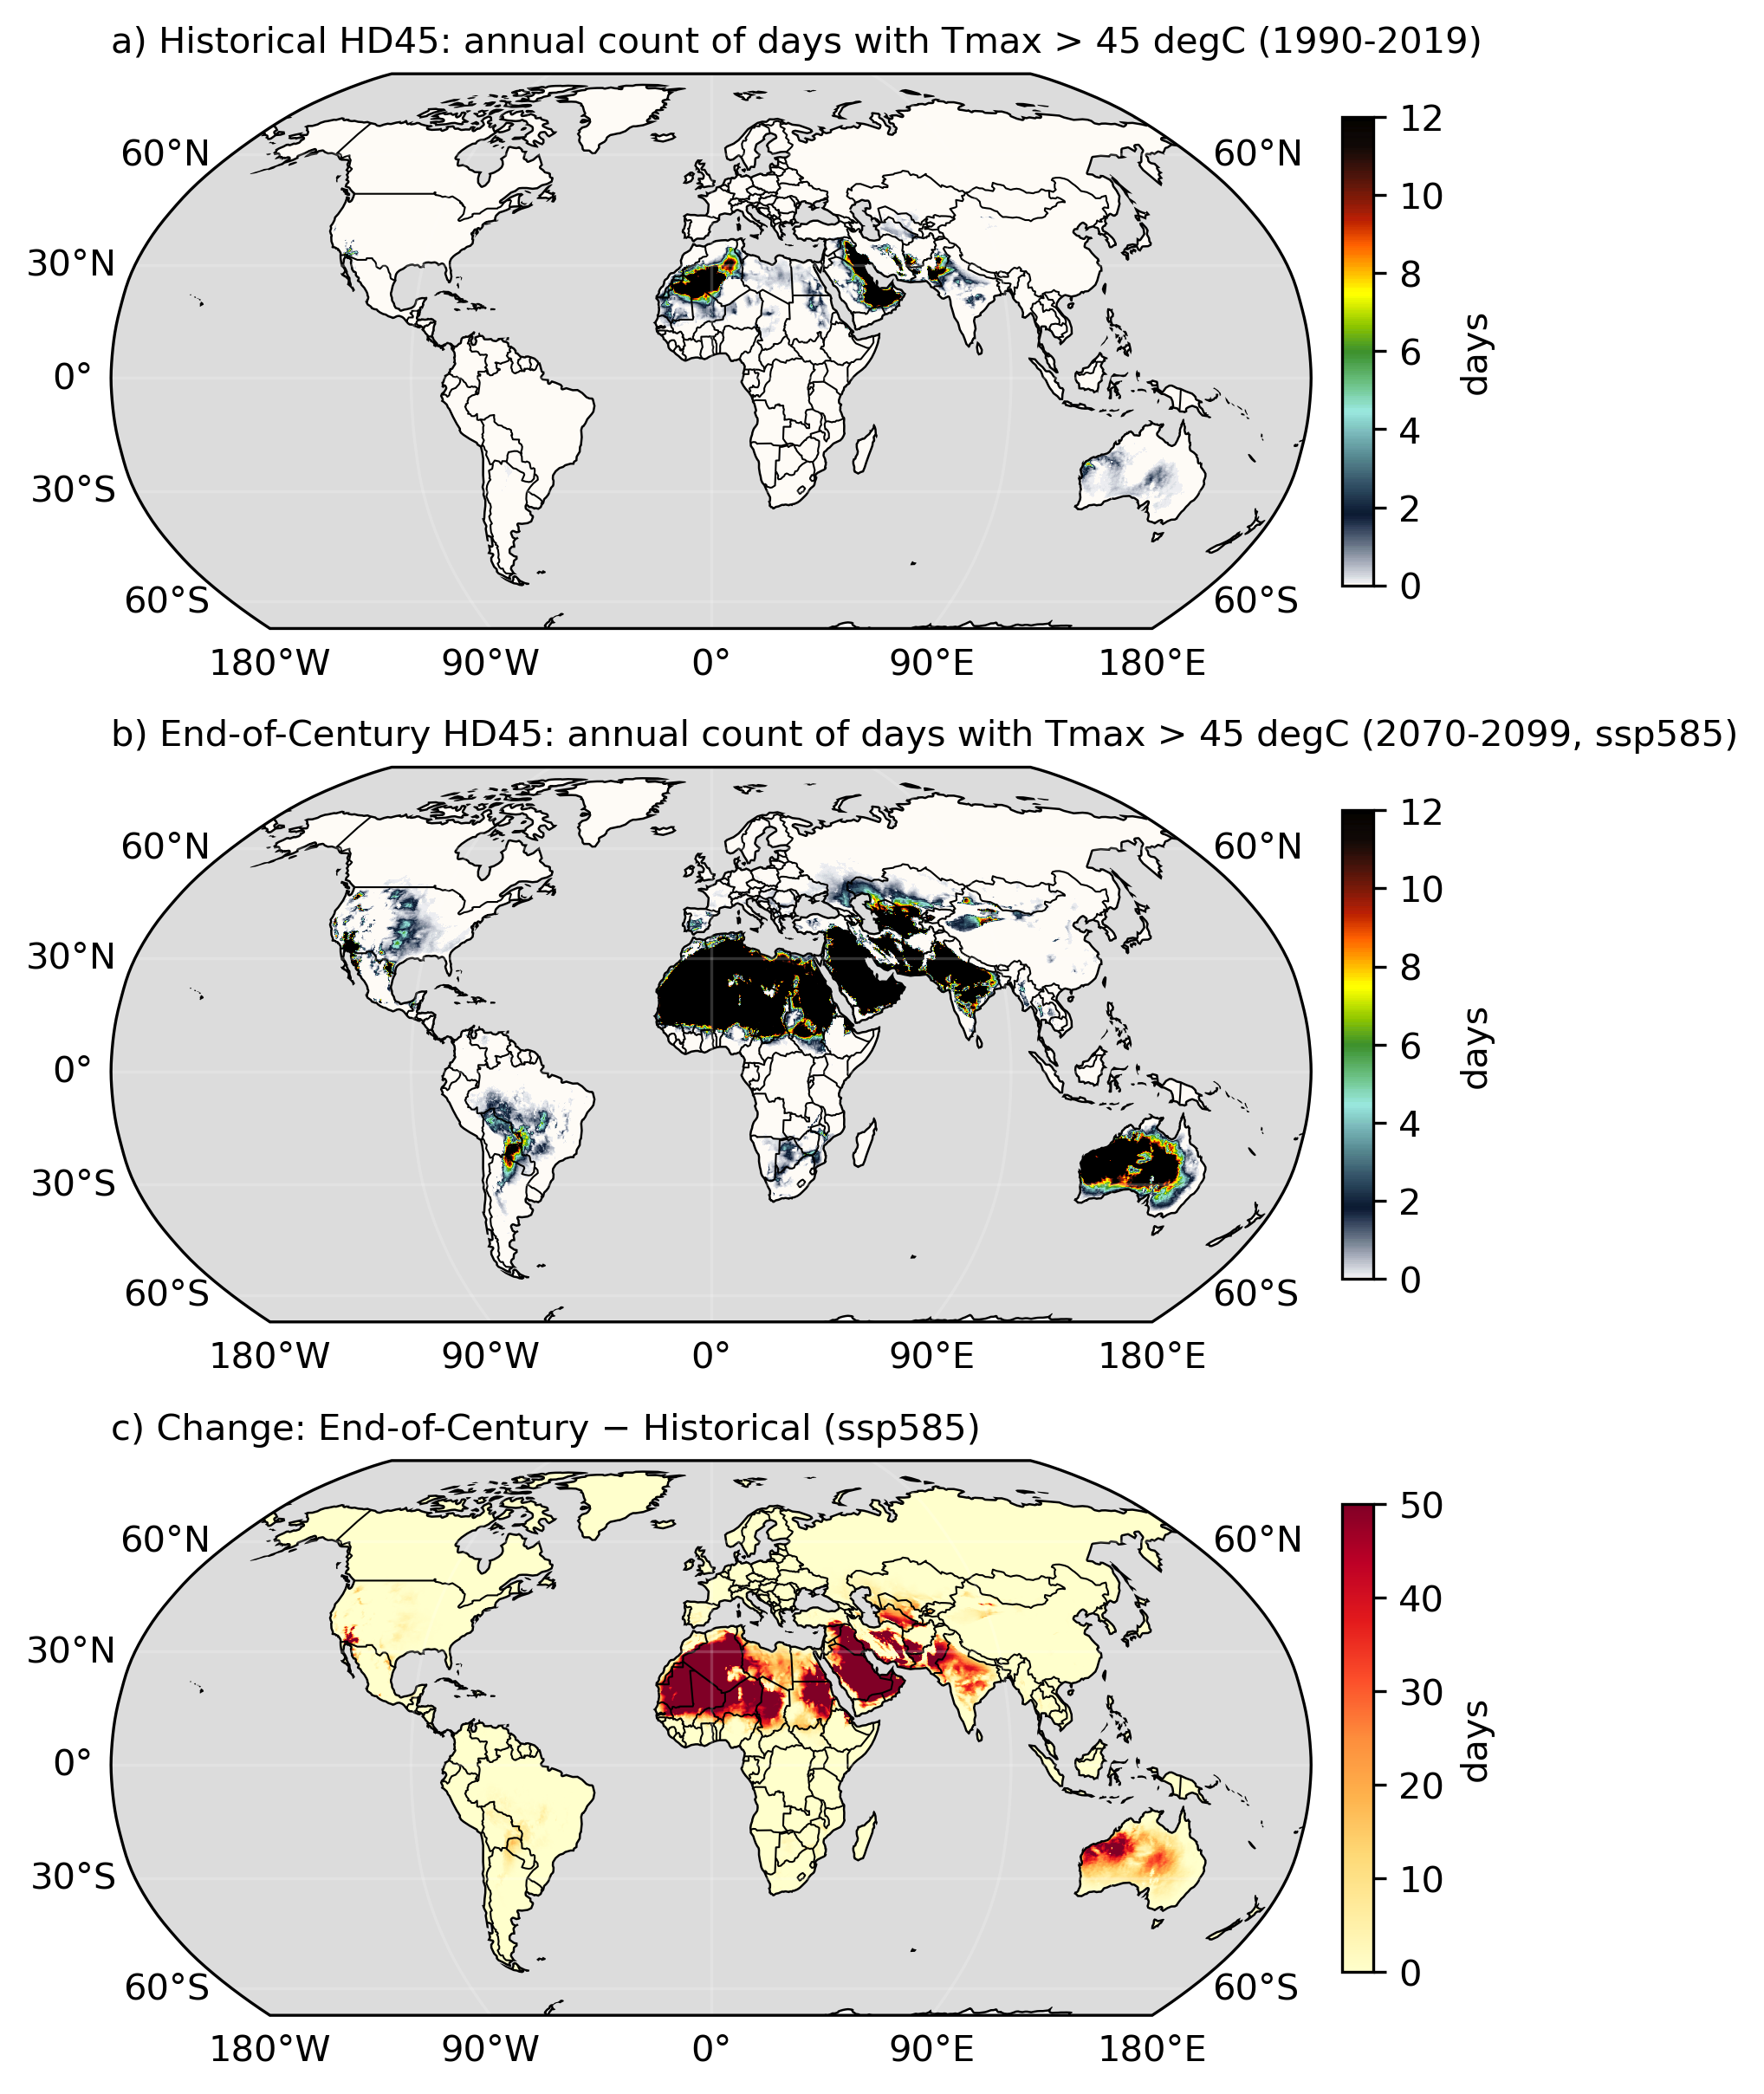 a) Historical HD45: annual count of days with Tmax > 45 degC (1990-2019)
60°N 60°N
30°N
0°
30°S
60°S 60°S
180°W 90°W 0° 90°E 180°E
12
10
8
6
4
2
0
days
b) End-of-Century HD45: annual count of days with Tmax > 45 degC (2070-2099, ssp585)
60°N 60°N
30°N
0°
30°S
60°S 60°S
180°W 90°W 0° 90°E 180°E
12
10
8
6
4
2
0
days
c) Change: End-of-Century − Historical (ssp585)
60°N 60°N
30°N
0°
30°S
60°S 60°S
180°W 90°W 0° 90°E 180°E
50
40
30
20
10
0
days